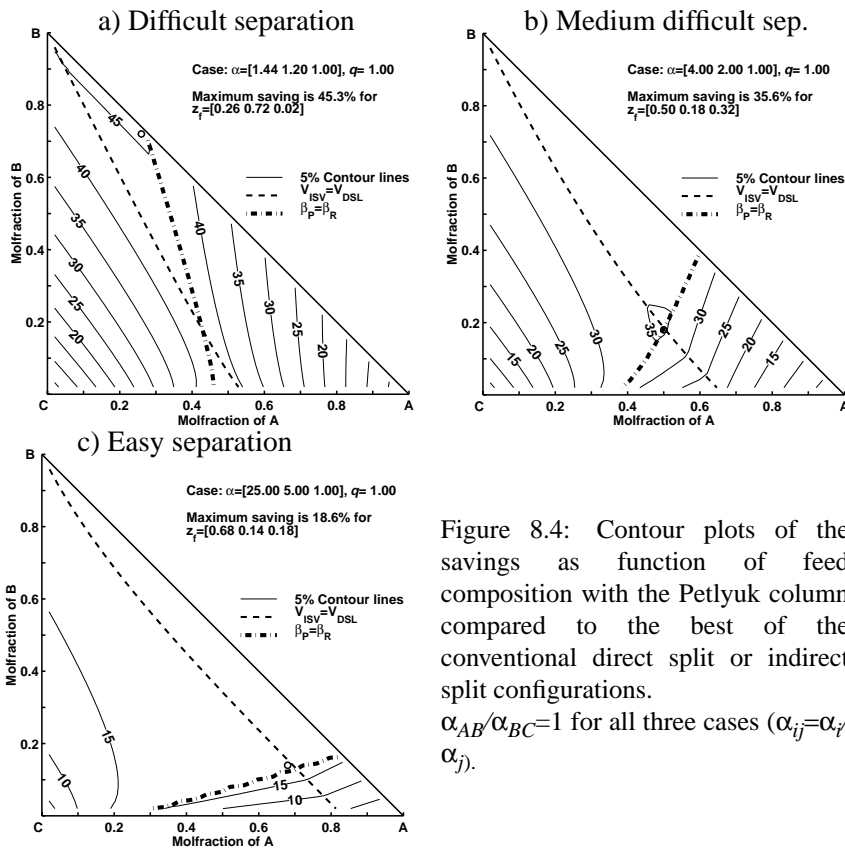 a) Difficult separation
B
Case: α=[1.44 1.20 1.00], q= 1.00
Maximum saving is 45.3% for
z_f=[0.26 0.72 0.02]
5% Contour lines
V_ISV=V_DSL
β_P=β_R
Molfraction of B
0.8
0.6
0.4
0.2
45
40
35
30
25
20
40
35
30
25
20
C
0.2
0.4
0.6
0.8
A
Molfraction of A
b) Medium difficult sep.
B
Case: α=[4.00 2.00 1.00], q= 1.00
Maximum saving is 35.6% for
z_f=[0.50 0.18 0.32]
5% Contour lines
V_ISV=V_DSL
β_P=β_R
Molfraction of B
0.8
0.6
0.4
0.2
30
25
20
15
35
30
25
20
15
C
0.2
0.4
0.6
0.8
A
Molfraction of A
c) Easy separation
B
Case: α=[25.00 5.00 1.00], q= 1.00
Maximum saving is 18.6% for
z_f=[0.68 0.14 0.18]
5% Contour lines
V_ISV=V_DSL
β_P=β_R
Molfraction of B
0.8
0.6
0.4
0.2
15
10
15
10
C
0.2
0.4
0.6
0.8
A
Molfraction of A
Figure 8.4: Contour plots of the
savings as function of feed
composition with the Petlyuk column
compared to the best of the
conventional direct split or indirect
split configurations.
α_AB/α_BC=1 for all three cases (α_ij=α_i/
α_j).